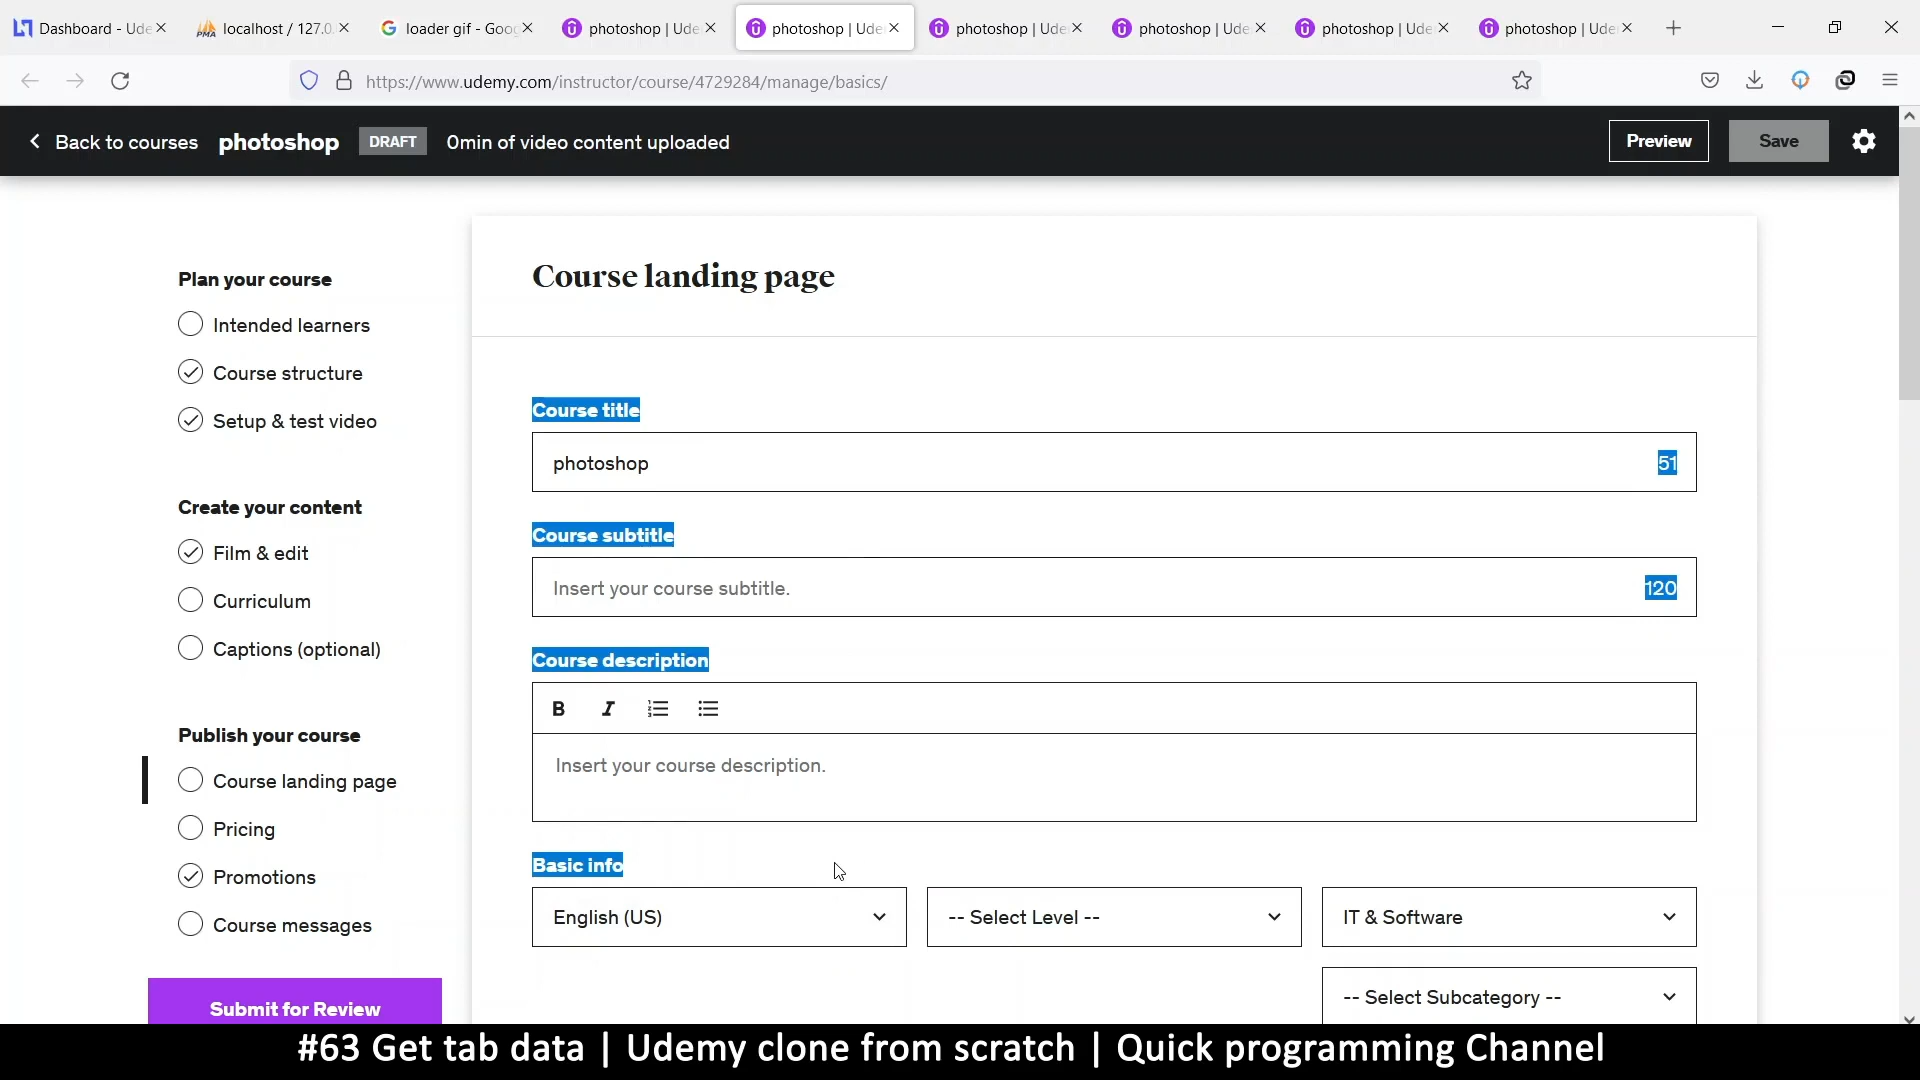 Dashboard - Ude
localhost / 127.0.
loader gif - Goog
photoshop | Ude
photoshop | Ude
photoshop | Ude
photoshop | Ude
photoshop | Ude
photoshop | Ude
https://www.udemy.com/instructor/course/4729284/manage/basics/
Back to courses photoshop DRAFT 0min of video content uploaded Preview Save
Plan your course
Intended learners
Course structure
Setup & test video
Create your content
Film & edit
Curriculum
Captions (optional)
Publish your course
Course landing page
Pricing
Promotions
Course messages
Submit for Review
Course landing page
Course title
photoshop 51
Course subtitle
Insert your course subtitle. 120
Course description
B I
Insert your course description.
Basic info
English (US) -- Select Level -- IT & Software
-- Select Subcategory --
#63 Get tab data | Udemy clone from scratch | Quick programming Channel